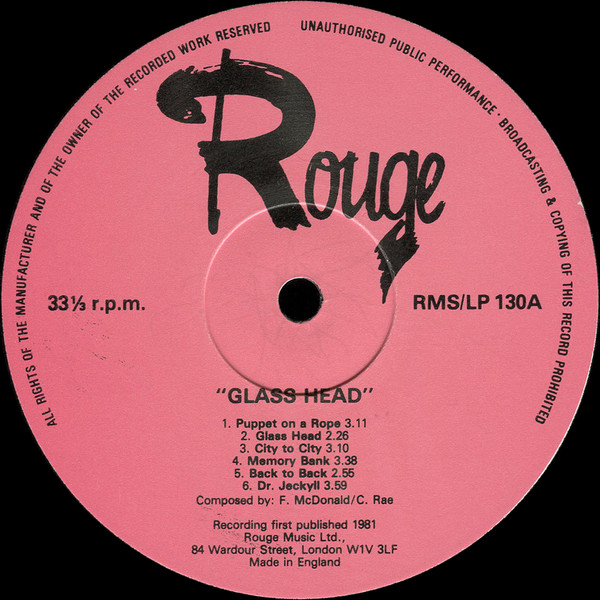 ALL RIGHTS OF THE MANUFACTURER AND OF THE OWNER OF THE RECORDED WORK RESERVED
UNAUTHORISED PUBLIC PERFORMANCE · BROADCASTING & COPYING OF THIS RECORD PROHIBITED
Rouge
33⅓ r.p.m.
RMS/LP 130A
"GLASS HEAD"
1. Puppet on a Rope 3.11
2. Glass Head 2.26
3. City to City 3.10
4. Memory Bank 3.38
5. Back to Back 2.55
6. Dr. Jeckyll 3.59
Composed by: F. McDonald/C. Rae
Recording first published 1981
Rouge Music Ltd.,
84 Wardour Street, London W1V 3LF
Made in England